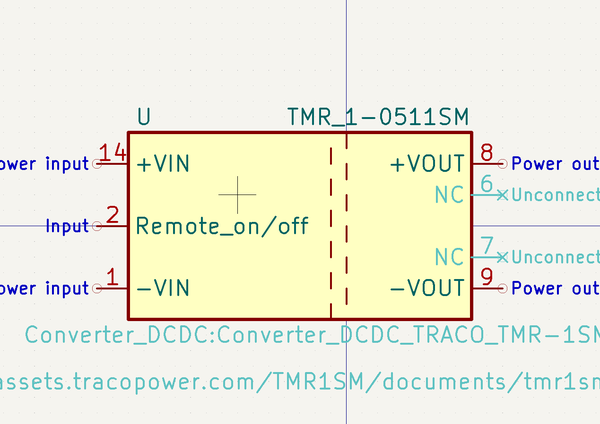 U TMR_1-0511SM
ower input 14 +VIN +VOUT 8 Power out
NC 6 Unconnect
Input 2 Remote_on/off
NC 7 Unconnect
ower input 1 -VIN -VOUT 9 Power out
Converter_DCDC:Converter_DCDC_TRACO_TMR-1SM
assets.tracopower.com/TMR1SM/documents/tmr1sm